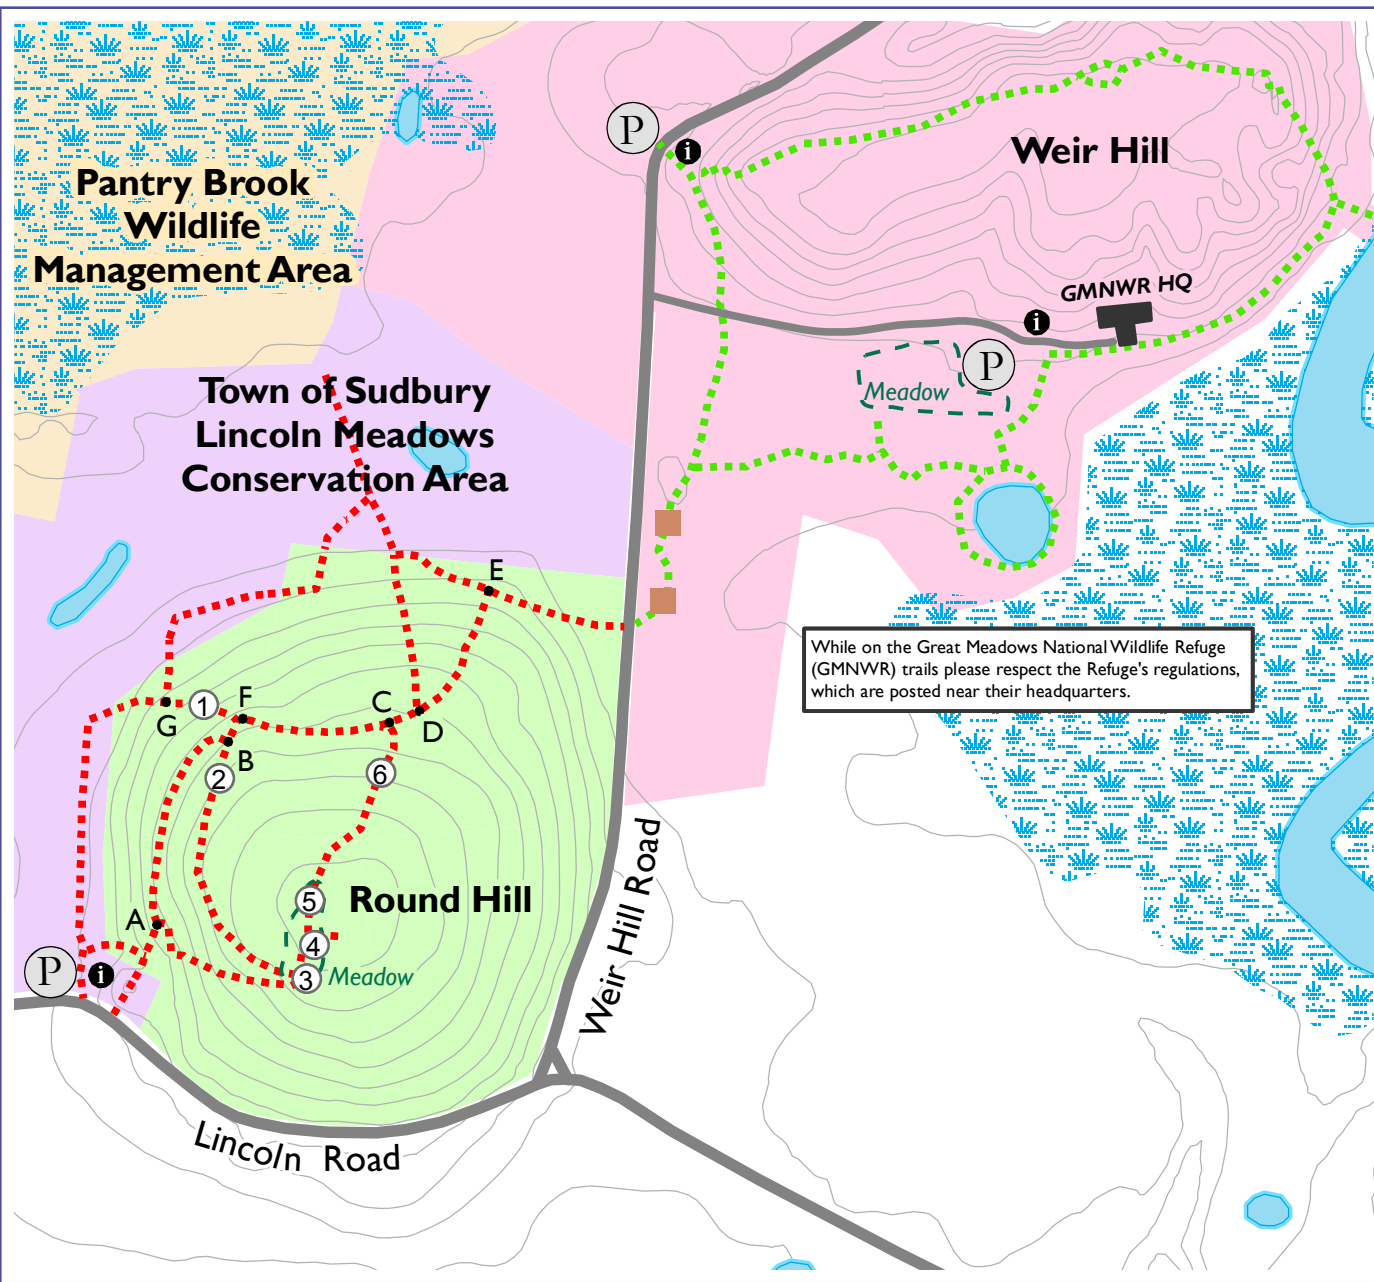 P
i
Weir Hill
Pantry Brook
Wildlife
Management Area
GMNWR HQ
i
P
Meadow
Town of Sudbury
Lincoln Meadows
Conservation Area
E
While on the Great Meadows National Wildlife Refuge
(GMNWR) trails please respect the Refuge's regulations,
which are posted near their headquarters.
G
1
F
C
D
B
2
6
Weir Hill Road
5
Round Hill
A
4
3
Meadow
P
i
Lincoln Road